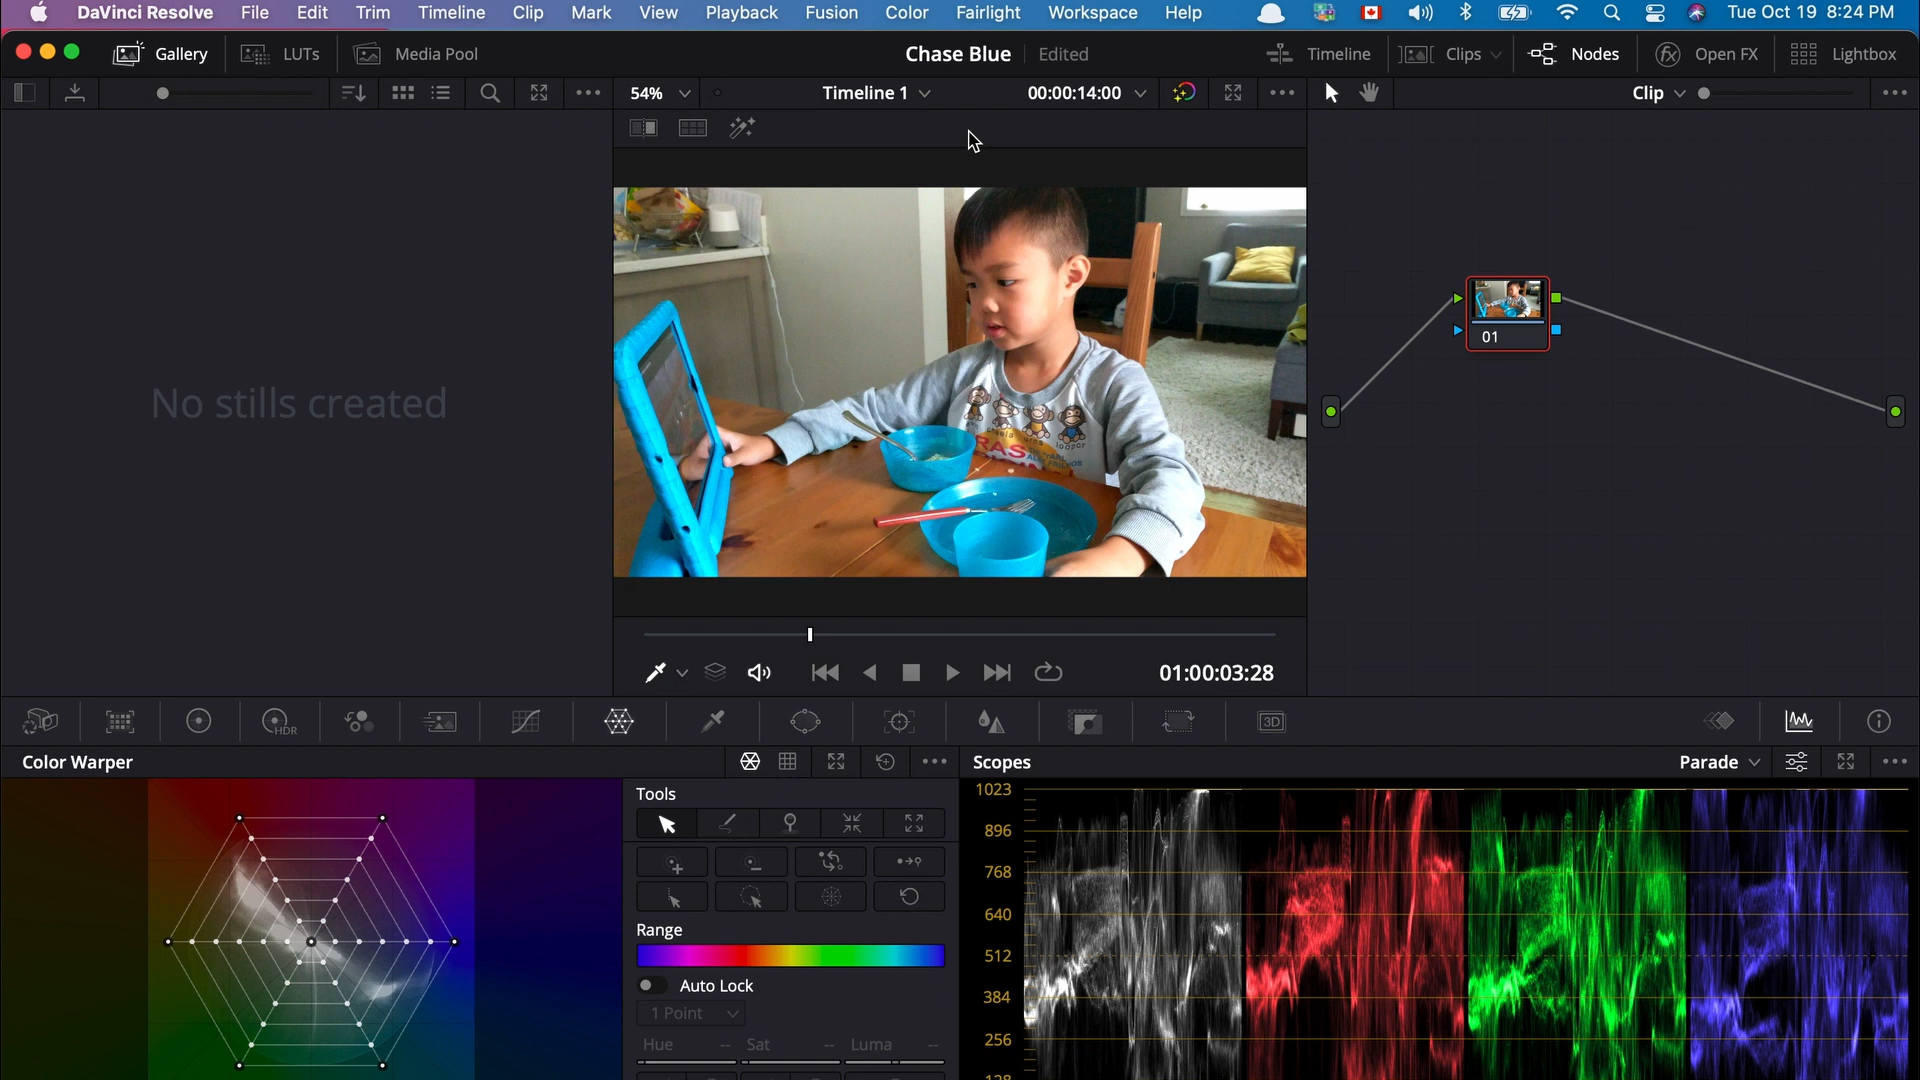 DaVinci Resolve File Edit Trim Timeline Clip Mark View Playback Fusion Color Fairlight Workspace Help Tue Oct 19 8:24 PM
Gallery LUTs Media Pool Chase Blue Edited Timeline Clips Nodes Open FX Lightbox
54% Timeline 1 00:00:14:00 Clip
No stills created
01
01:00:03:28
HDR 3D
Color Warper Scopes Parade
Tools
Range
Auto Lock
1 Point
Hue -- Sat -- Luma --
1023
896
768
640
512
384
256